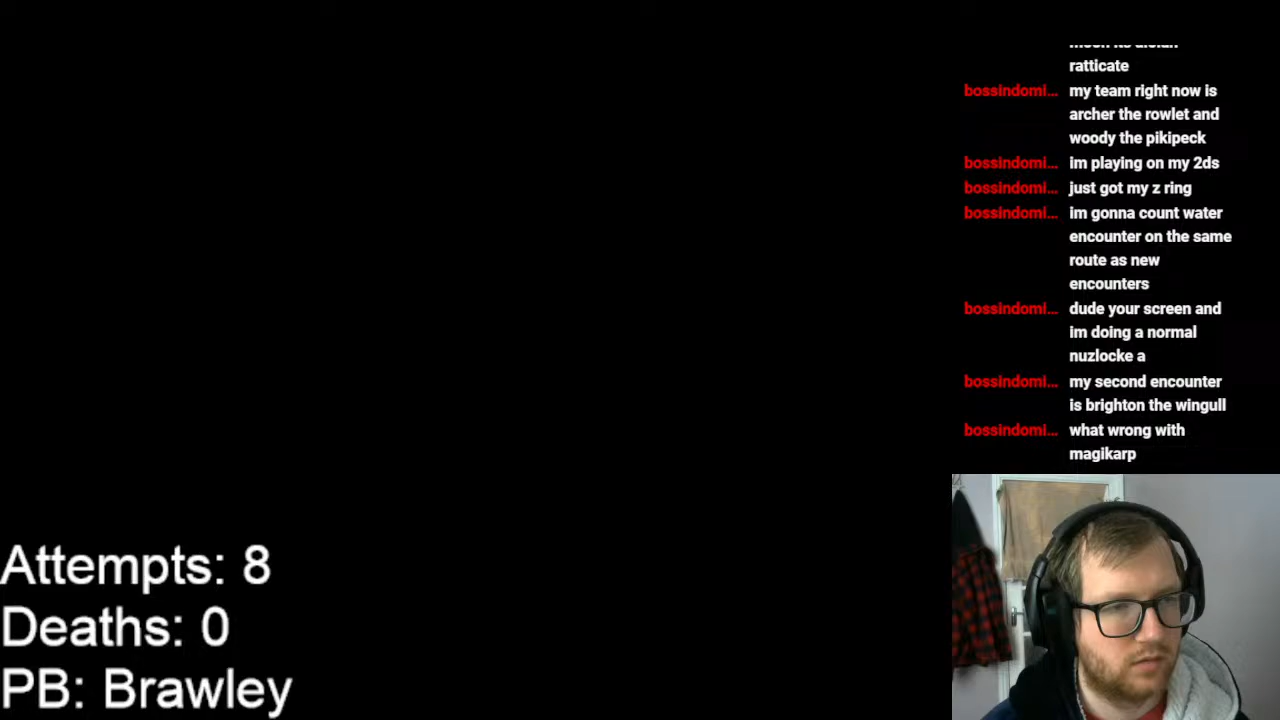 ratticate
bossindomi... my team right now is
archer the rowlet and
woody the pikipeck
bossindomi... im playing on my 2ds
bossindomi... just got my z ring
bossindomi... im gonna count water
encounter on the same
route as new
encounters
bossindomi... dude your screen and
im doing a normal
nuzlocke a
bossindomi... my second encounter
is brighton the wingull
bossindomi... what wrong with
magikarp
Attempts: 8
Deaths: 0
PB: Brawley